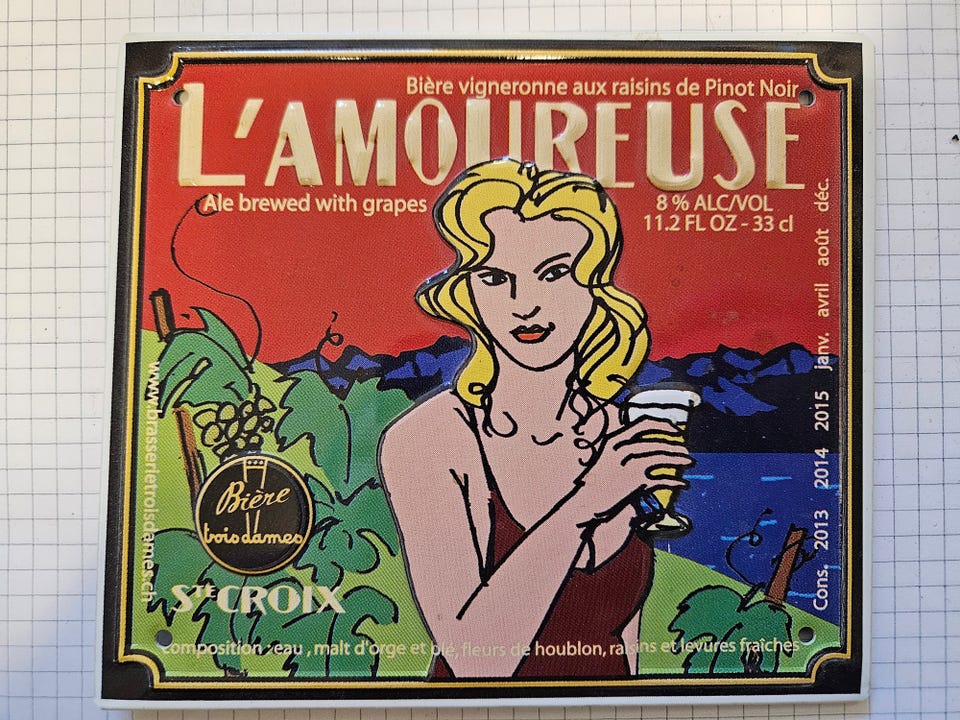 Bière vigneronne aux raisins de Pinot Noir
L'AMOUREUSE
Ale brewed with grapes
8 % ALC/VOL
11.2 FL OZ - 33 cl
Cons. 2013 2014 2015 janv. avril août déc.
www.brasserietroisdames.ch
Bière
trois dames
STE CROIX
Composition : eau, malt d'orge et blé, fleurs de houblon, raisins et levures fraîches